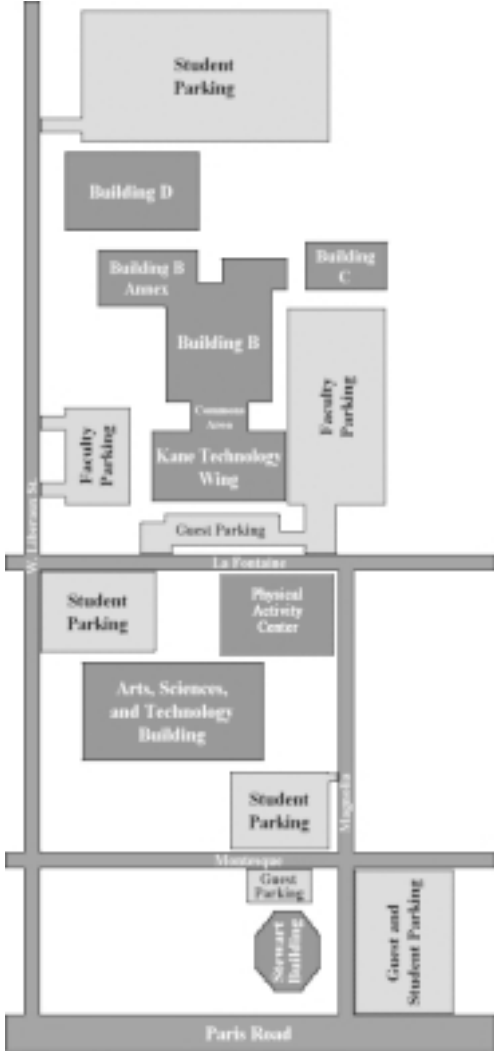 Student
Parking
Building D
Building B
Annex
Building
C
Building B
Commons
Area
Faculty
Parking
Faculty
Parking
Kane Technology
Wing
Guest Parking
W. Liberaux St.
La Fontaine
Student
Parking
Physical
Activity
Center
Arts, Sciences,
and Technology
Building
Student
Parking
Magnolia
Montesque
Guest
Parking
Stewart
Building
Guest and
Student Parking
Paris Road